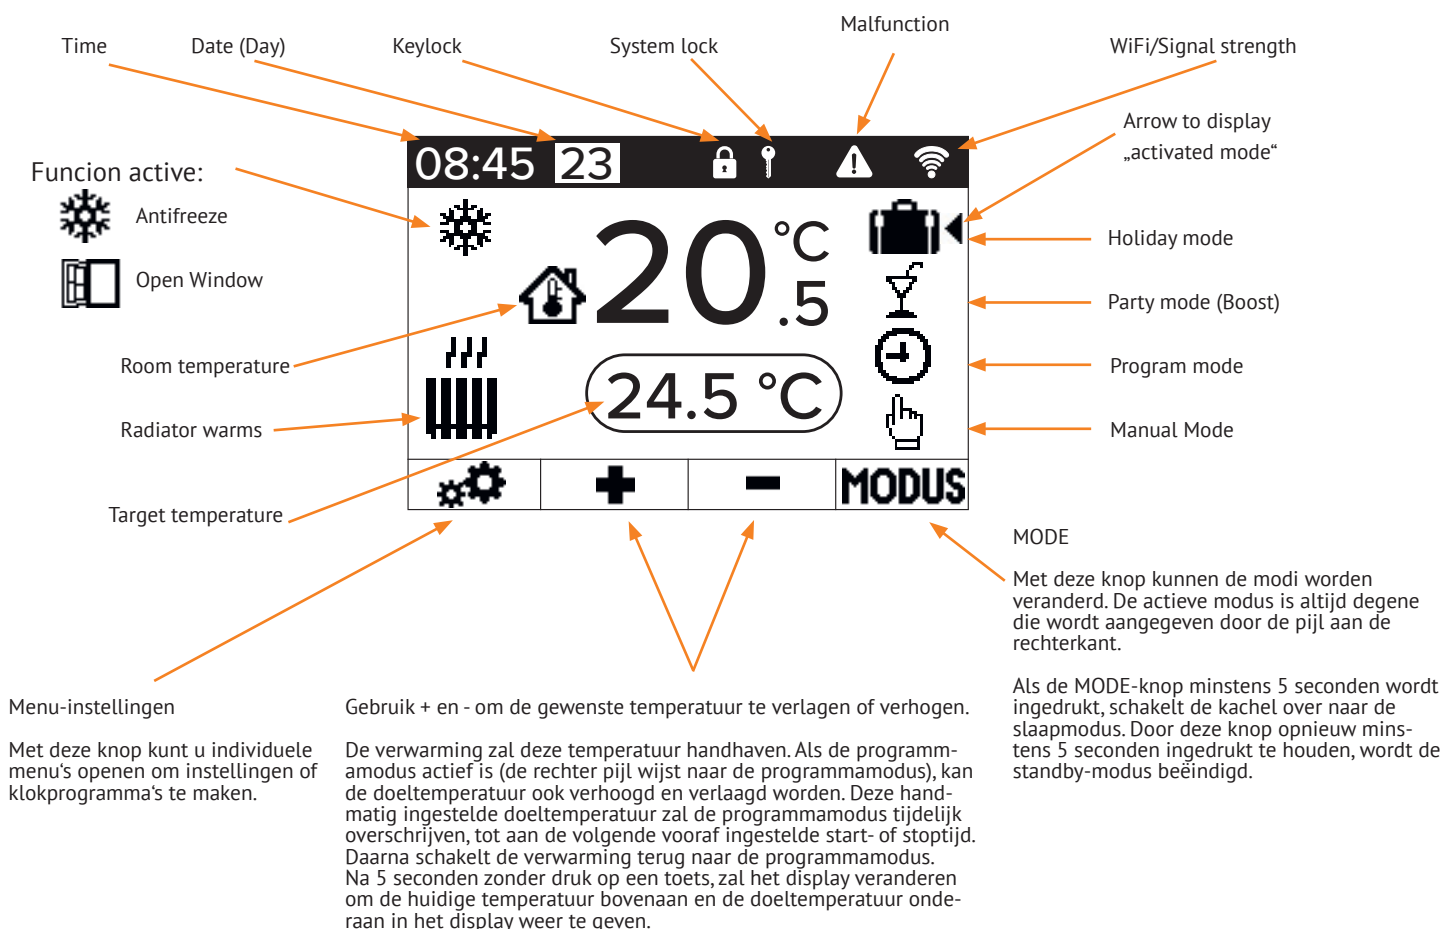 Malfunction
Time
Date (Day)
Keylock
System lock
WiFi/Signal strength
Arrow to display
„activated mode“
08:45 23
Funcion active:
Antifreeze
Open Window
20.5 °C
Holiday mode
Party mode (Boost)
Room temperature
Program mode
24.5 °C
Radiator warms
Manual Mode
MODUS
Target temperature
MODE
Met deze knop kunnen de modi worden
veranderd. De actieve modus is altijd degene
die wordt aangegeven door de pijl aan de
rechterkant.
Als de MODE-knop minstens 5 seconden wordt
ingedrukt, schakelt de kachel over naar de
slaapmodus. Door deze knop opnieuw mins-
tens 5 seconden ingedrukt te houden, wordt de
standby-modus beëindigd.
Menu-instellingen
Met deze knop kunt u individuele
menu‘s openen om instellingen of
klokprogramma‘s te maken.
Gebruik + en - om de gewenste temperatuur te verlagen of verhogen.
De verwarming zal deze temperatuur handhaven. Als de programm-
amodus actief is (de rechter pijl wijst naar de programmamodus), kan
de doeltemperatuur ook verhoogd en verlaagd worden. Deze hand-
matig ingestelde doeltemperatuur zal de programmamodus tijdelijk
overschrijven, tot aan de volgende vooraf ingestelde start- of stoptijd.
Daarna schakelt de verwarming terug naar de programmamodus.
Na 5 seconden zonder druk op een toets, zal het display veranderen
om de huidige temperatuur bovenaan en de doeltemperatuur onde-
raan in het display weer te geven.